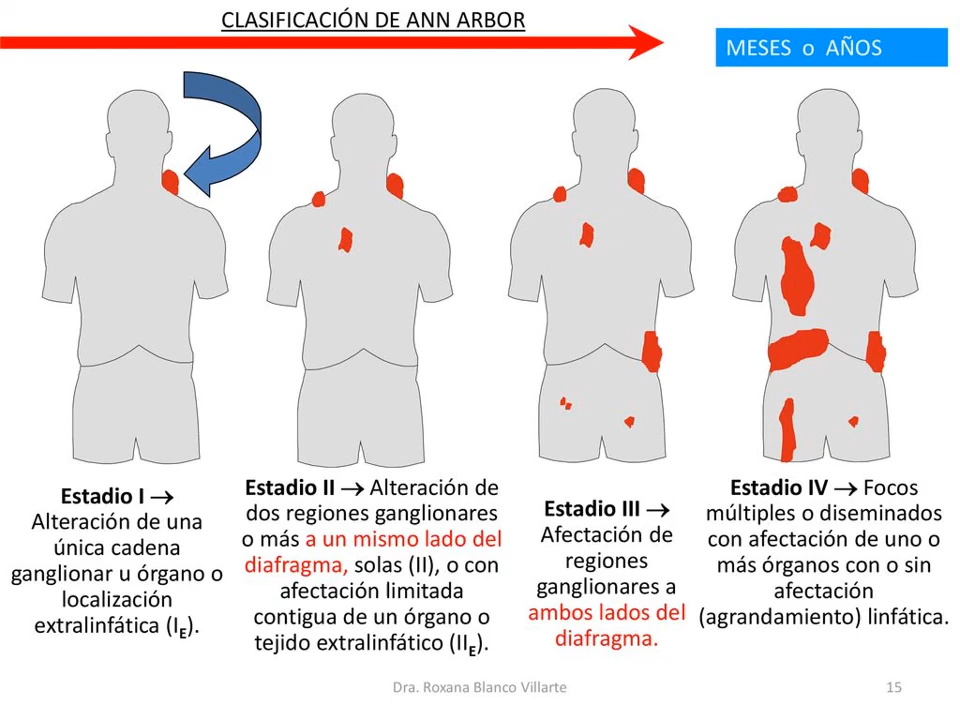 CLASIFICACIÓN DE ANN ARBOR
MESES o AÑOS
Estadio I →
Alteración de una
única cadena
ganglionar u órgano o
localización
extralinfática (IE).
Estadio II → Alteración de
dos regiones ganglionares
o más a un mismo lado del
diafragma, solas (II), o con
afectación limitada
contigua de un órgano o
tejido extralinfático (IIE).
Estadio III →
Afectación de
regiones
ganglionares a
ambos lados del
diafragma.
Estadio IV → Focos
múltiples o diseminados
con afectación de uno o
más órganos con o sin
afectación
(agrandamiento) linfática.
Dra. Roxana Blanco Villarte
15